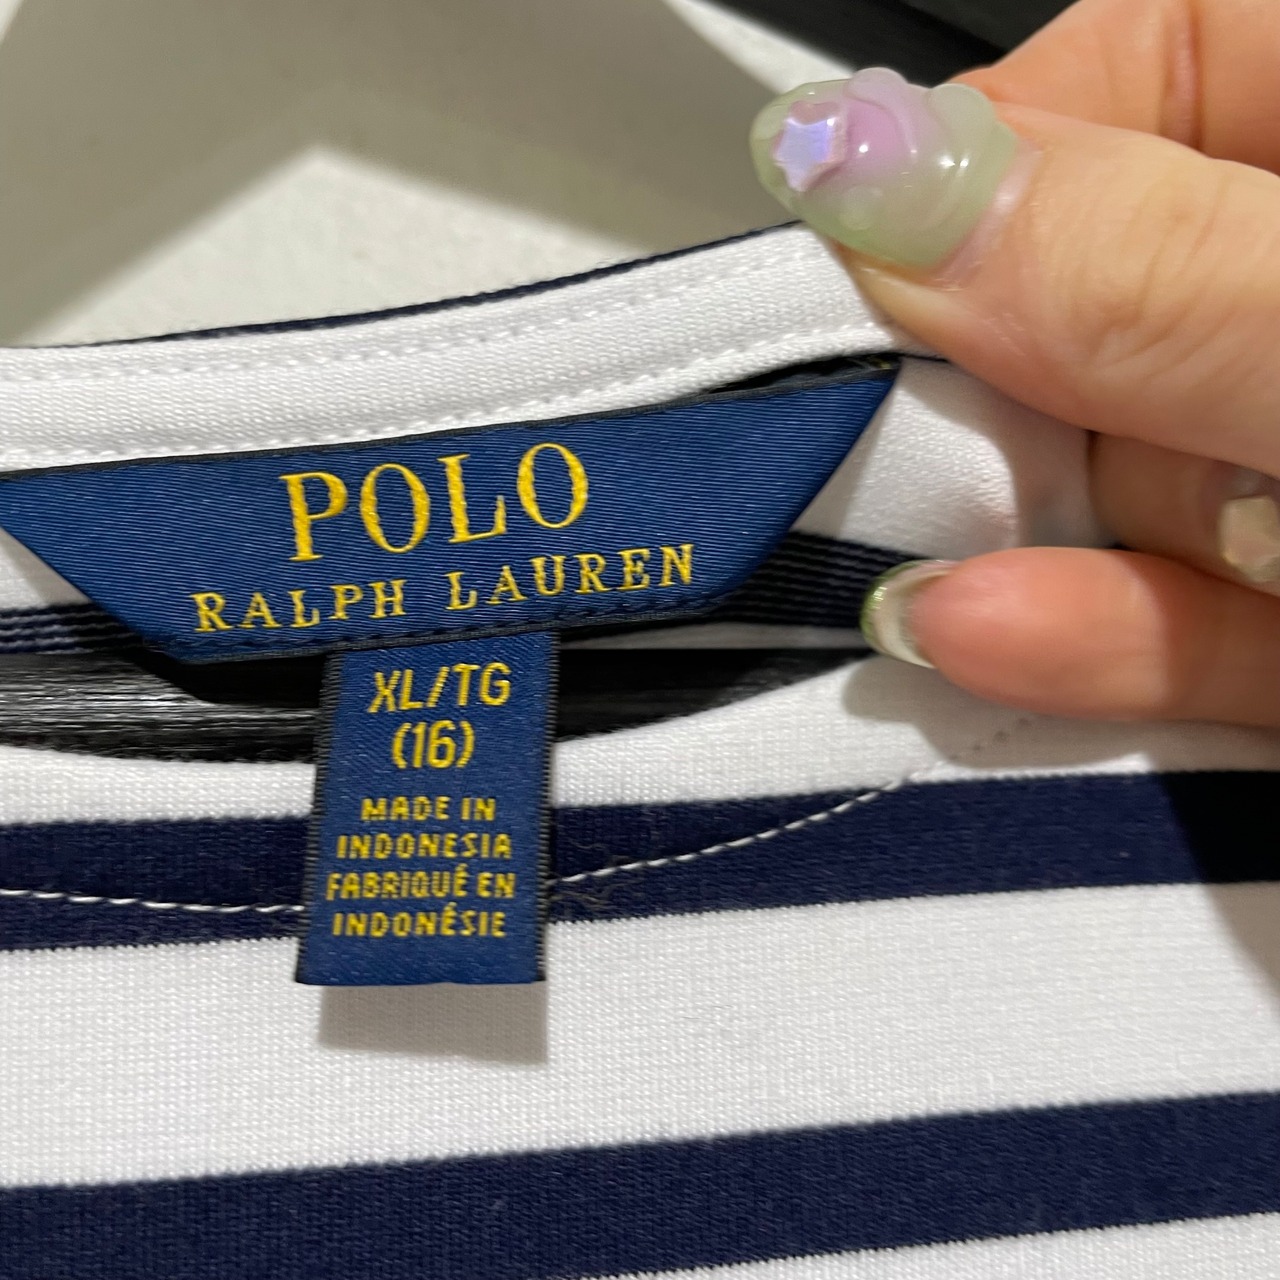 POLO
RALPH LAUREN
XL/TG
(16)
MADE IN
INDONESIA
FABRIQUÉ EN
INDONÉSIE